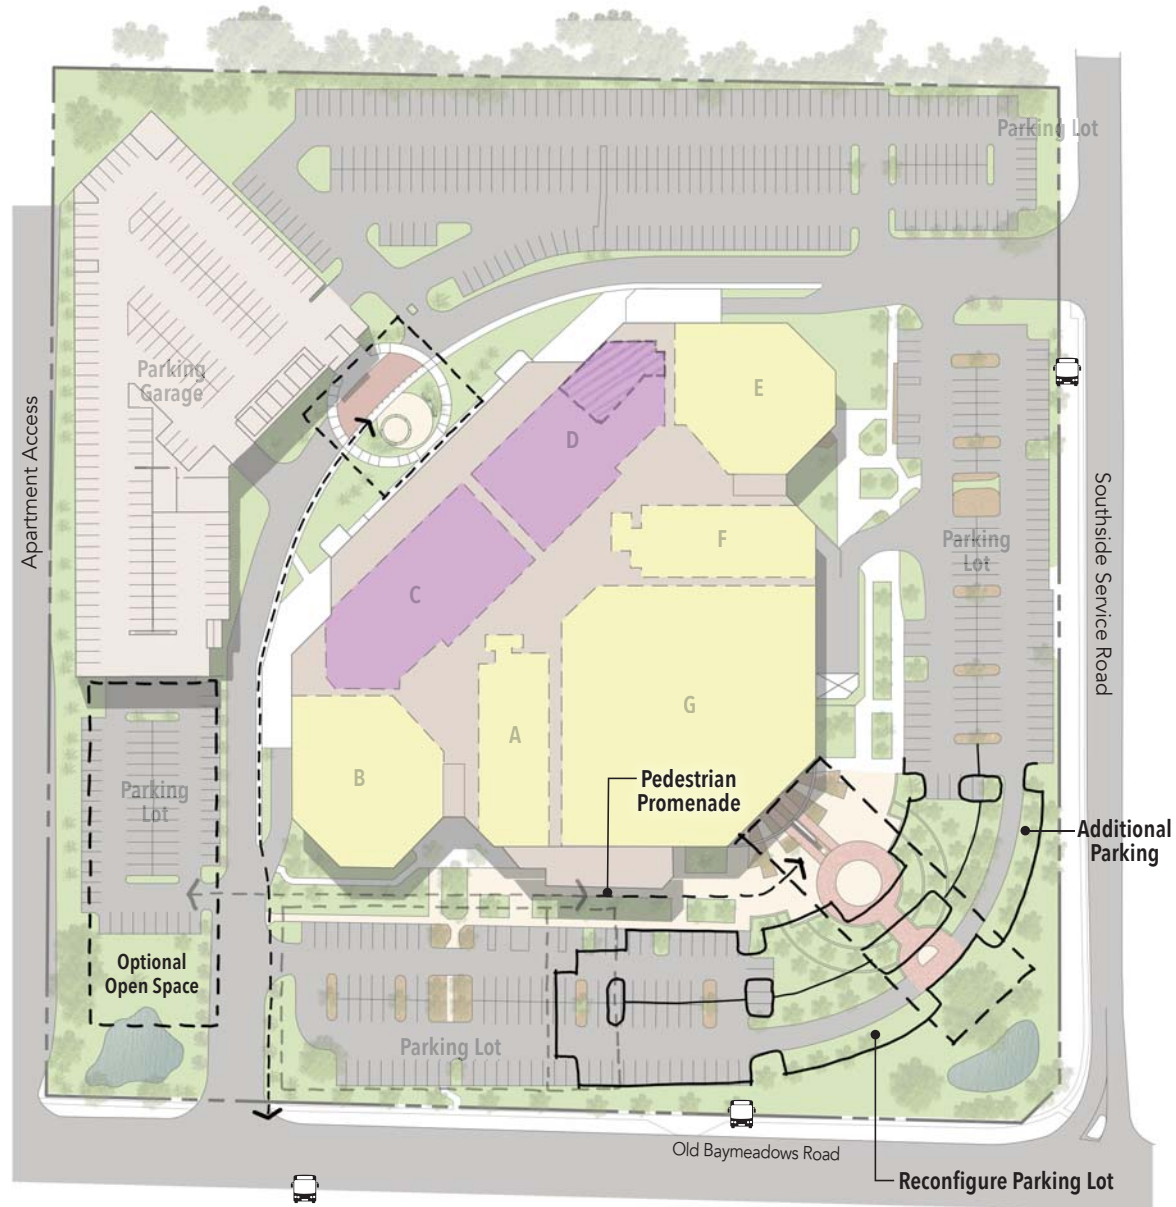 Parking Lot
Parking
Garage
E
D
Apartment Access
Southside Service Road
F
Parking
Lot
C
G
A
B
Pedestrian
Promenade
Parking
Lot
Additional
Parking
Optional
Open Space
Parking Lot
Old Baymeadows Road
Reconfigure Parking Lot